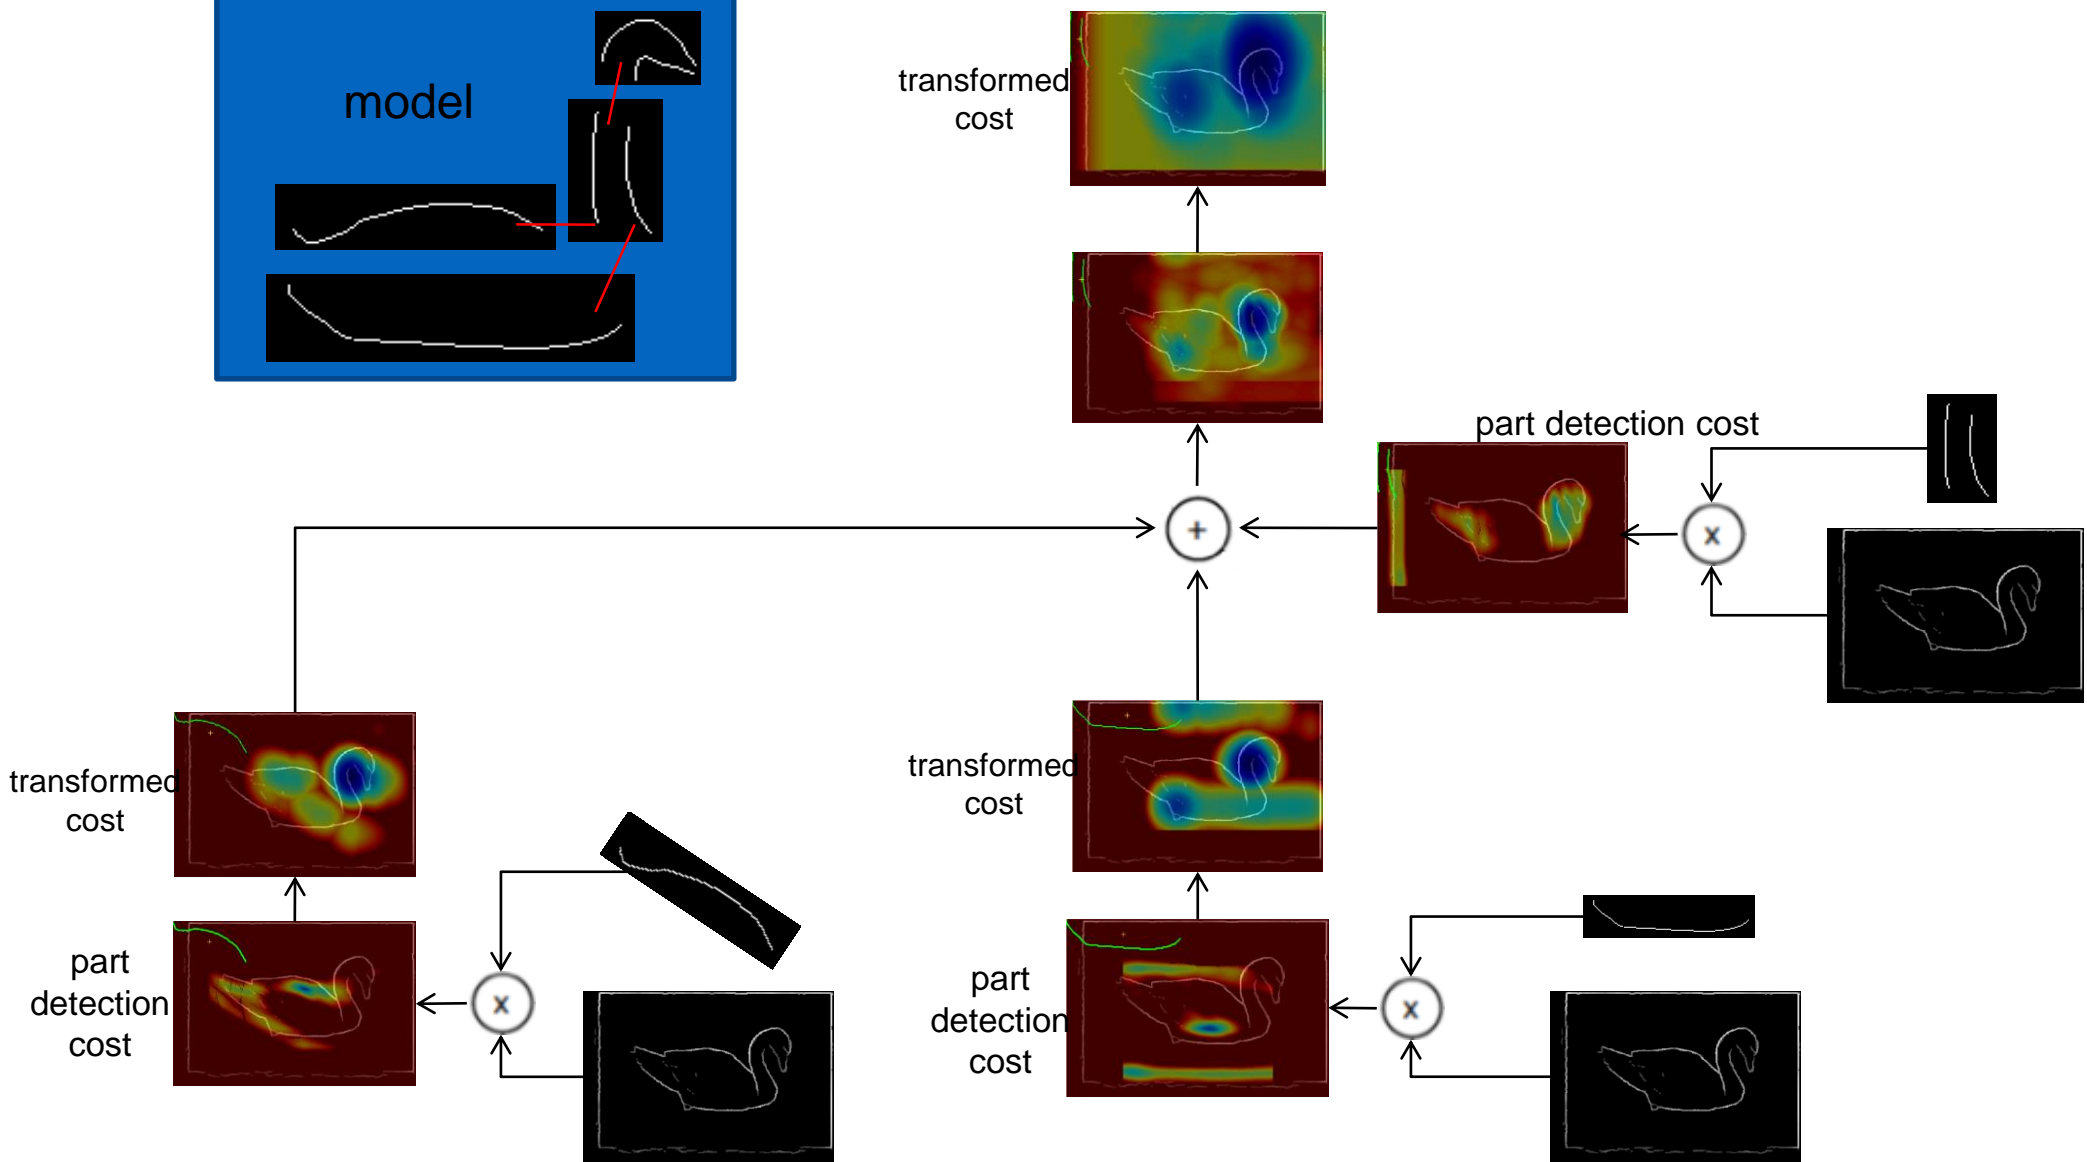 model
transformed
cost
part detection cost
+
x
transformed
cost
transformed
cost
part
detection
cost
x
part
detection
cost
x